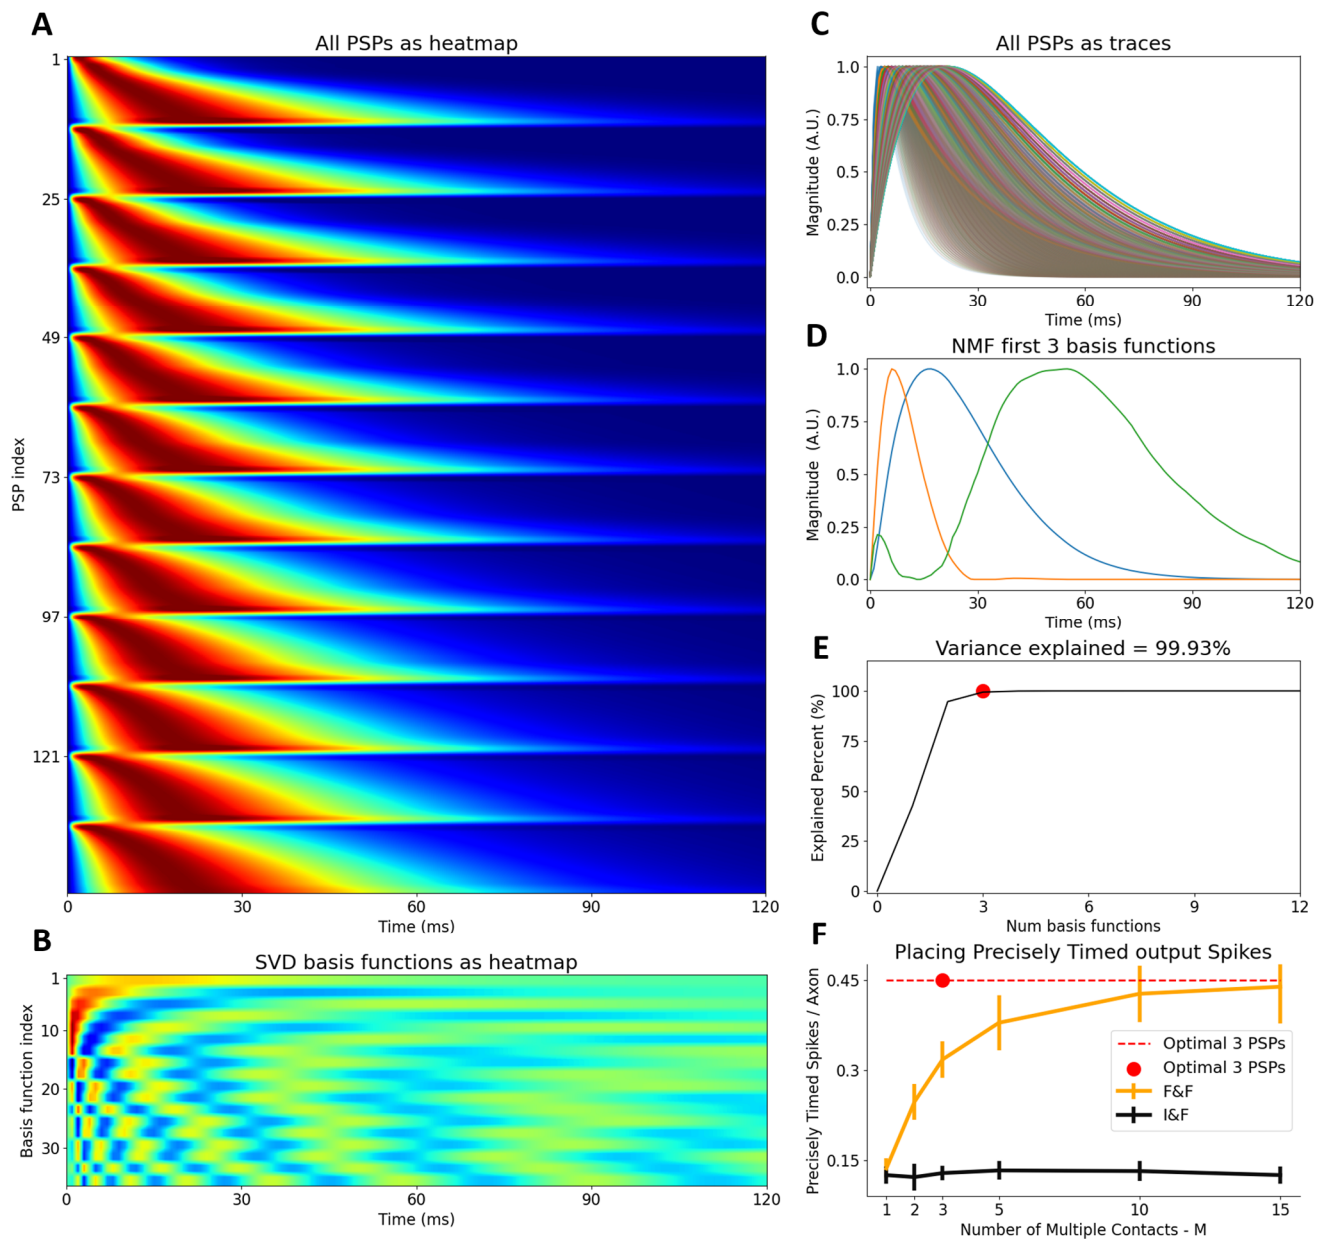 A
All PSPs as heatmap
PSP index
1
25
49
73
97
121
0 30 60 90 120
Time (ms)
B
SVD basis functions as heatmap
Basis function index
1
10
20
30
0 30 60 90 120
Time (ms)
C
All PSPs as traces
Magnitude (A.U.)
1.0
0.75
0.5
0.25
0.0
0 30 60 90 120
Time (ms)
D
NMF first 3 basis functions
Magnitude (A.U.)
1.0
0.75
0.5
0.25
0.0
0 30 60 90 120
Time (ms)
E
Variance explained = 99.93%
Explained Percent (%)
100
75
50
25
0
0 3 6 9 12
Num basis functions
F
Placing Precisely Timed output Spikes
Precisely Timed Spikes / Axon
0.45
0.3
0.15
Optimal 3 PSPs
Optimal 3 PSPs
F&F
I&F
1 2 3 5 10 15
Number of Multiple Contacts - M